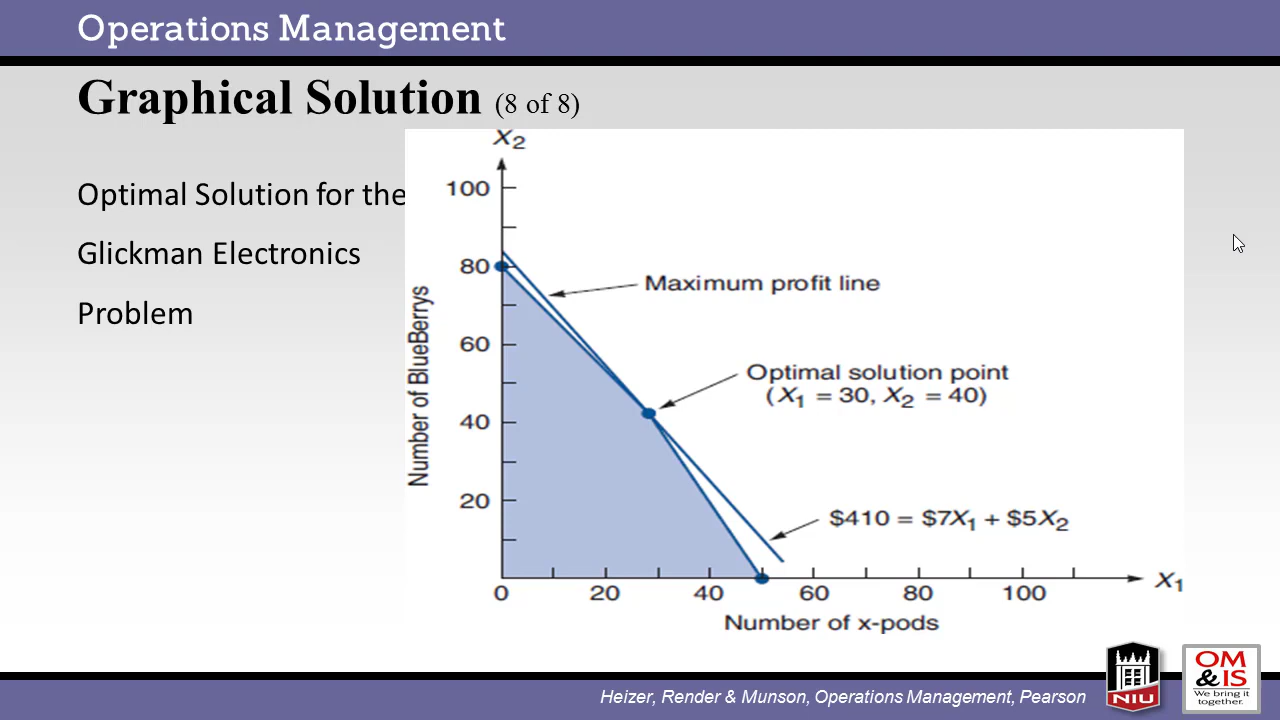 Operations Management
Graphical Solution (8 of 8)
Optimal Solution for the
Glickman Electronics
Problem
X2
100
80
60
40
20
Number of BlueBerrys
Maximum profit line
Optimal solution point
(X1 = 30, X2 = 40)
$410 = $7X1 + $5X2
X1
0 20 40 60 80 100
Number of x-pods
Heizer, Render & Munson, Operations Management, Pearson
NIU
OM
& IS
We bring it
together.